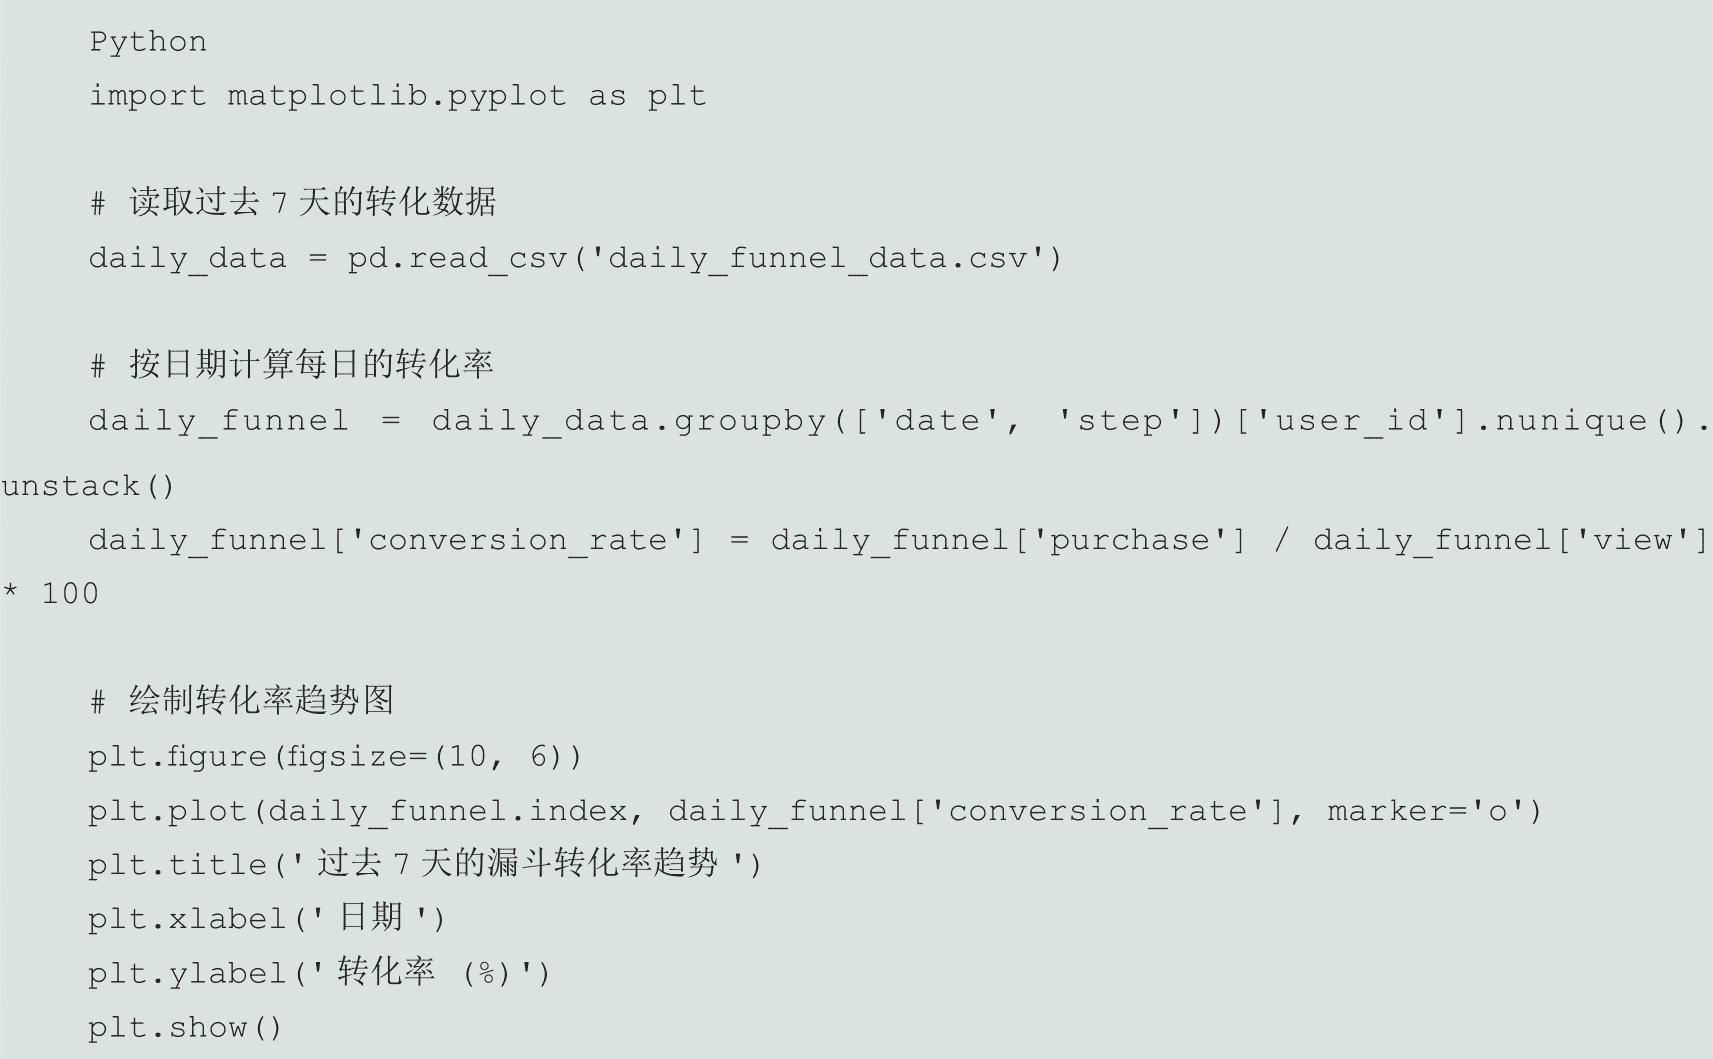 Python
import matplotlib.pyplot as plt
# 读取过去 7 天的转化数据
daily_data = pd.read_csv('daily_funnel_data.csv')
# 按日期计算每日的转化率
daily_funnel = daily_data.groupby(['date', 'step'])['user_id'].nunique().
unstack()
daily_funnel['conversion_rate'] = daily_funnel['purchase'] / daily_funnel['view']
* 100
# 绘制转化率趋势图
plt.figure(figsize=(10, 6))
plt.plot(daily_funnel.index, daily_funnel['conversion_rate'], marker='o')
plt.title(' 过去 7 天的漏斗转化率趋势 ')
plt.xlabel(' 日期 ')
plt.ylabel(' 转化率 (%)')
plt.show()